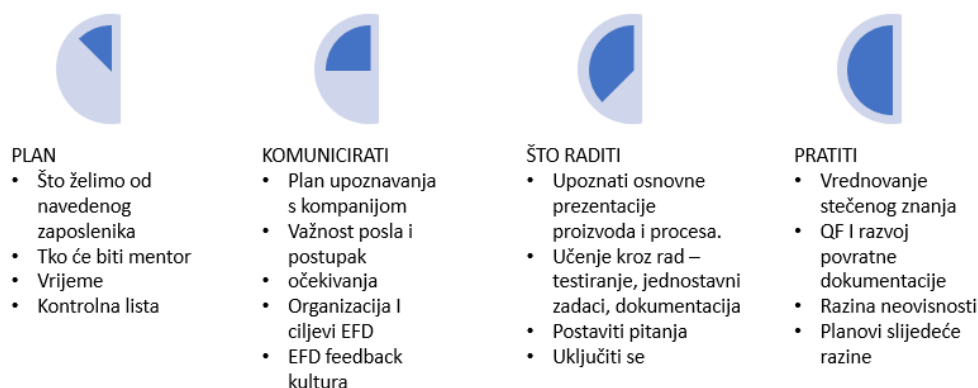 PLAN
• Što želimo od
navedenog
zaposlenika
• Tko će biti mentor
• Vrijeme
• Kontrolna lista
KOMUNICIRATI
• Plan upoznavanja
s kompanijom
• Važnost posla i
postupak
• očekivanja
• Organizacija I
ciljevi EFD
• EFD feedback
kultura
ŠTO RADITI
• Upoznati osnovne
prezentacije
proizvoda i procesa.
• Učenje kroz rad –
testiranje, jednostavni
zadaci, dokumentacija
• Postaviti pitanja
• Uključiti se
PRATITI
• Vrednovanje
stečenog znanja
• QF I razvoj
povratne
dokumentacije
• Razina neovisnosti
• Planovi slijedeće
razine